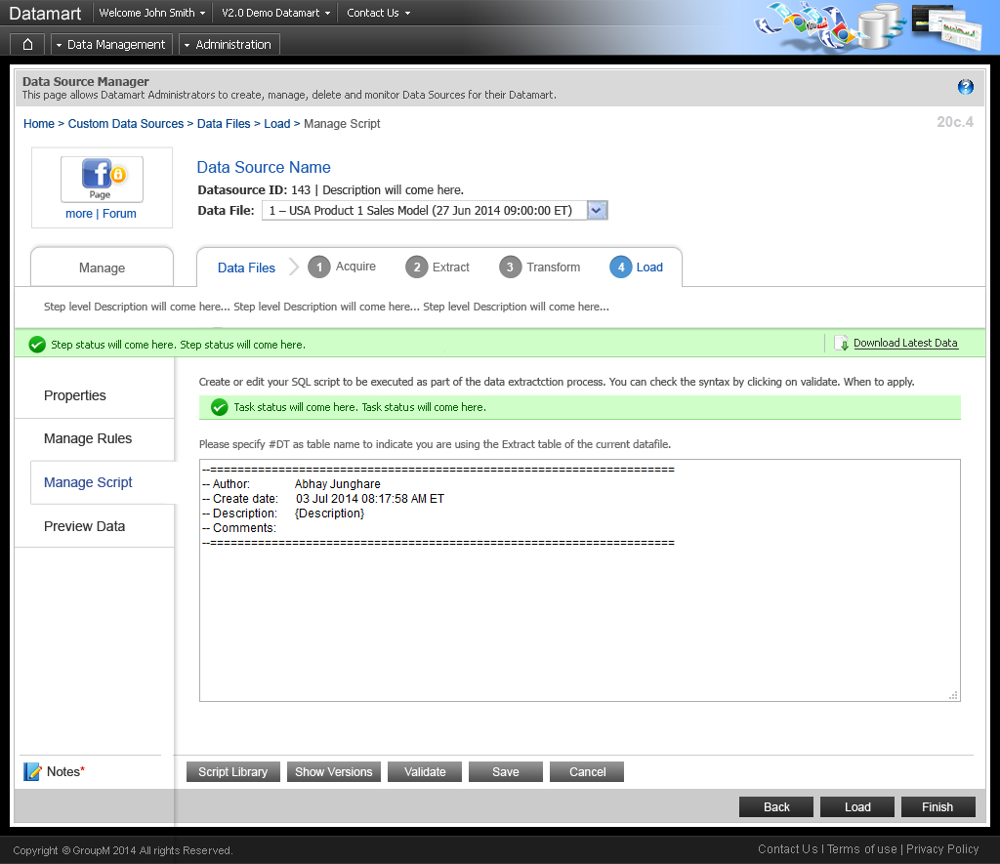 Datamart Welcome John Smith V2.0 Demo Datamart Contact Us
Data Management Administration
YOU
Data Source Manager
This page allows Datamart Administrators to create, manage, delete and monitor Data Sources for their Datamart.
Home > Custom Data Sources > Data Files > Load > Manage Script
20c.4
Page
more | Forum
Data Source Name
Datasource ID: 143 | Description will come here.
Data File: 1 – USA Product 1 Sales Model (27 Jun 2014 09:00:00 ET)
Manage
Data Files 1 Acquire 2 Extract 3 Transform 4 Load
Step level Description will come here... Step level Description will come here... Step level Description will come here...
Step status will come here. Step status will come here.
Download Latest Data
Properties
Manage Rules
Manage Script
Preview Data
Create or edit your SQL script to be executed as part of the data extractction process. You can check the syntax by clicking on validate. When to apply.
Task status will come here. Task status will come here.
Please specify #DT as table name to indicate you are using the Extract table of the current datafile.
--====================================================================
-- Author: Abhay Junghare
-- Create date: 03 Jul 2014 08:17:58 AM ET
-- Description: {Description}
-- Comments:
--====================================================================
Notes*
Script Library Show Versions Validate Save Cancel
Back Load Finish
Copyright © GroupM 2014 All rights Reserved.
Contact Us | Terms of use | Privacy Policy